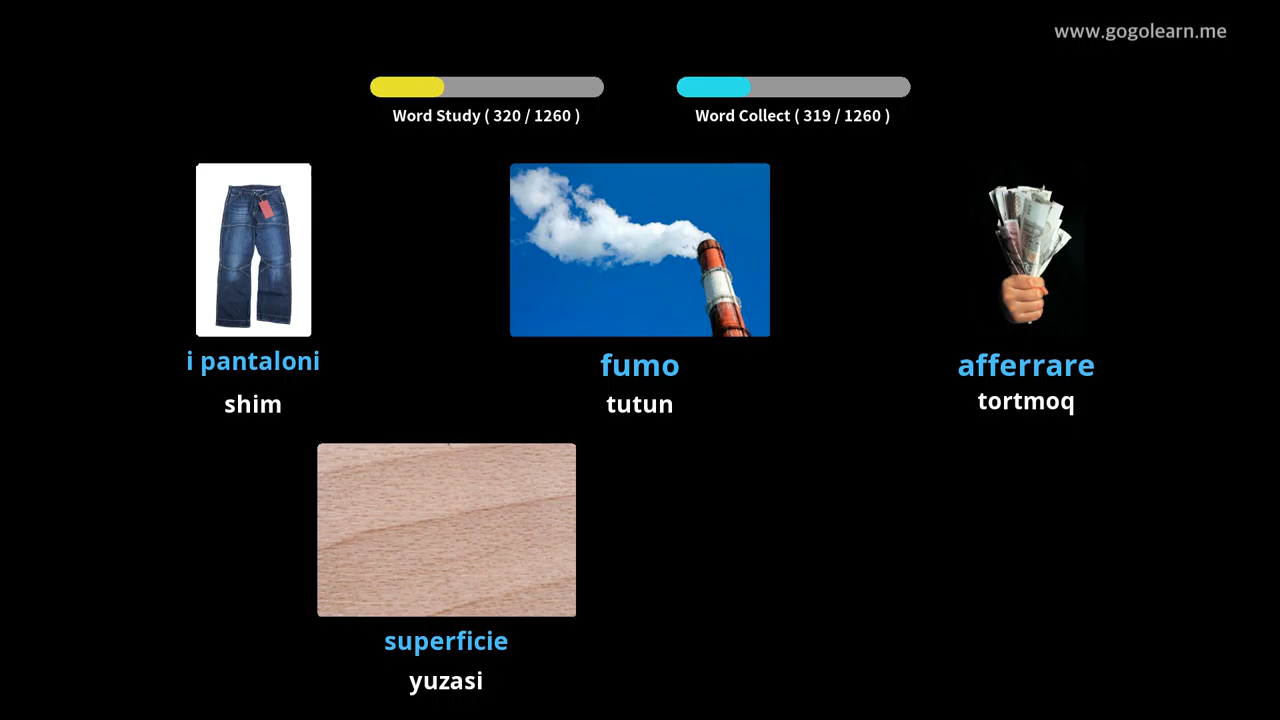 www.gogolearn.me
Word Study ( 320 / 1260 )
Word Collect ( 319 / 1260 )
i pantaloni
shim
fumo
tutun
afferrare
tortmoq
superficie
yuzasi